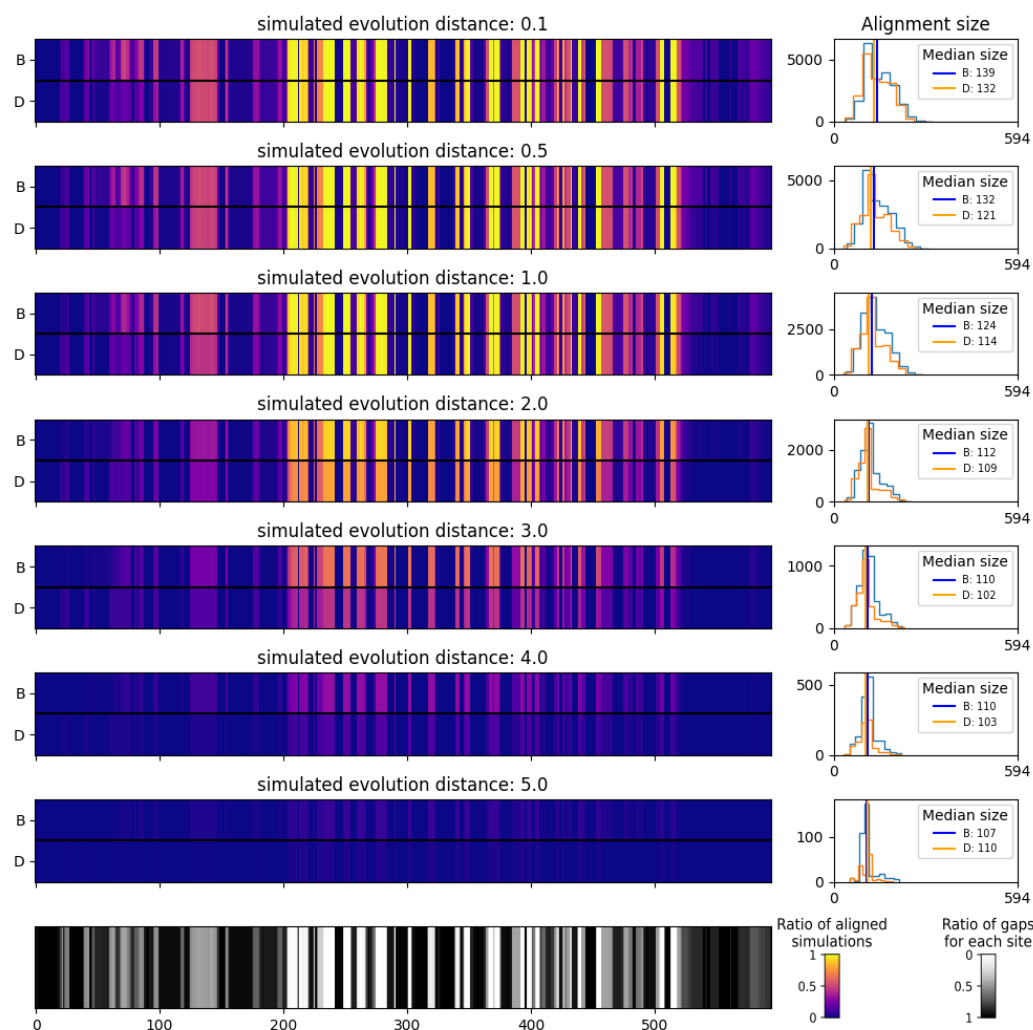 simulated evolution distance: 0.1
Alignment size
B
D
5000
0
Median size
B: 139
D: 132
0
594
simulated evolution distance: 0.5
B
D
5000
0
Median size
B: 132
D: 121
0
594
simulated evolution distance: 1.0
B
D
2500
0
Median size
B: 124
D: 114
0
594
simulated evolution distance: 2.0
B
D
2000
0
Median size
B: 112
D: 109
0
594
simulated evolution distance: 3.0
B
D
1000
0
Median size
B: 110
D: 102
0
594
simulated evolution distance: 4.0
B
D
500
0
Median size
B: 110
D: 103
0
594
simulated evolution distance: 5.0
B
D
0
100
200
300
400
500
100
0
Median size
B: 107
D: 110
0
594
Ratio of aligned
simulations
1
0.5
0
Ratio of gaps
for each site
0
0.5
1
0
100
200
300
400
500